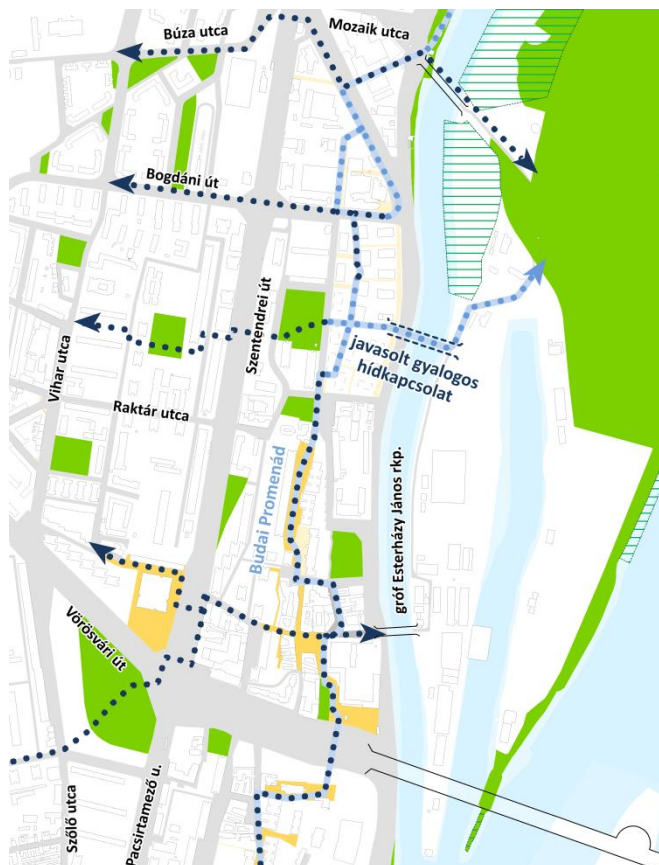 Búza utca
Mozaik utca
Bogdáni út
Szentendrei út
Vihar utca
javasolt gyalogos
hídkapcsolat
Raktár utca
Budai Promenád
gróf Esterházy János rkp.
Vörösvári út
Szőlő utca
Pacsirtamező u.